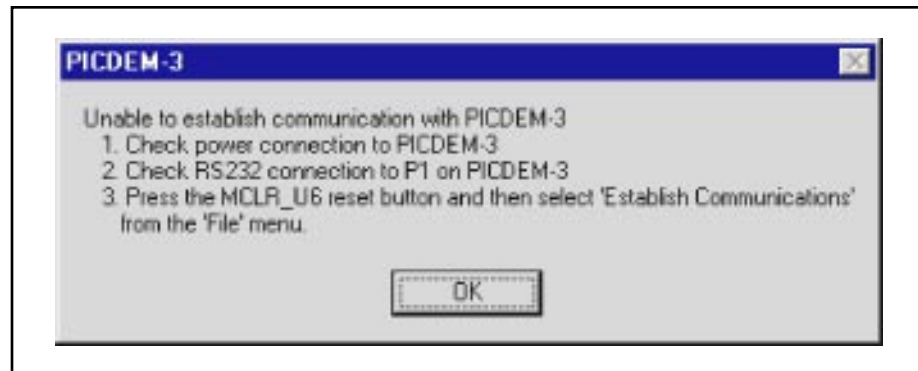 PICDEM-3
Unable to establish communication with PICDEM-3
1. Check power connection to PICDEM-3
2. Check RS232 connection to P1 on PICDEM-3
3. Press the MCLR_U6 reset button and then select 'Establish Communications'
from the 'File' menu.
OK